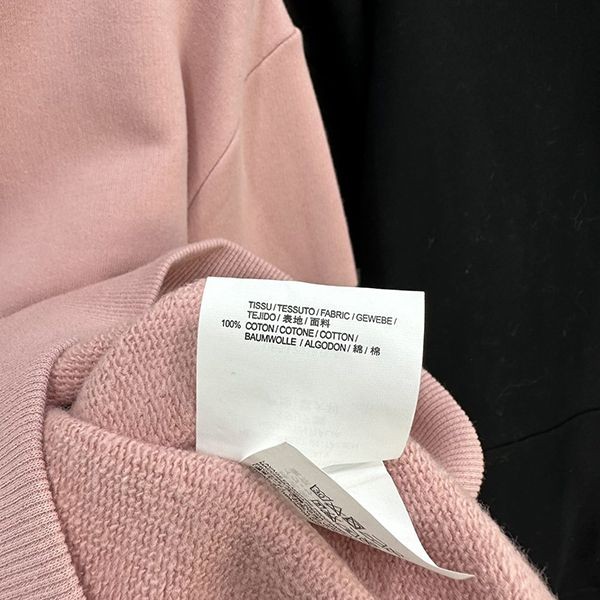 TISSU / TESSUTO / FABRIC / GEWEBE /
TEJIDO / 表地 / 面料
100% COTON / COTONE / COTTON /
BAUMWOLLE / ALGODON / 綿 / 棉